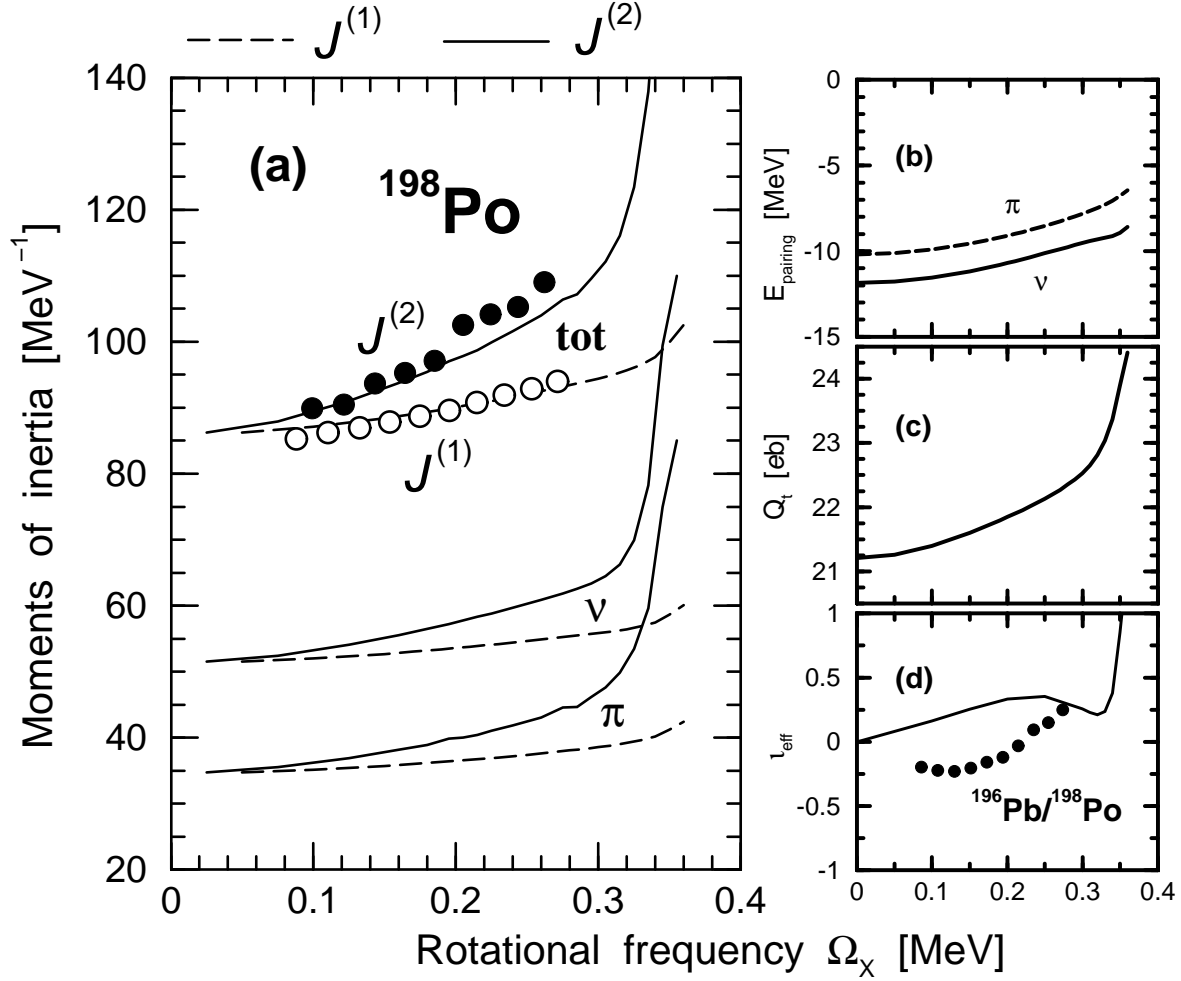 J(1) J(2)
(a)
198Po
J(2)
tot
J(1)
ν
π
140
120
100
80
60
40
20
0 0.1 0.2 0.3 0.4
Moments of inertia [MeV−1]
Rotational frequency ΩX [MeV]
(b)
π
ν
0
-5
-10
-15
Epairing [MeV]
(c)
24
23
22
21
Qt [eb]
(d)
196Pb/198Po
1
0.5
0
-0.5
-1
ιeff
0 0.1 0.2 0.3 0.4